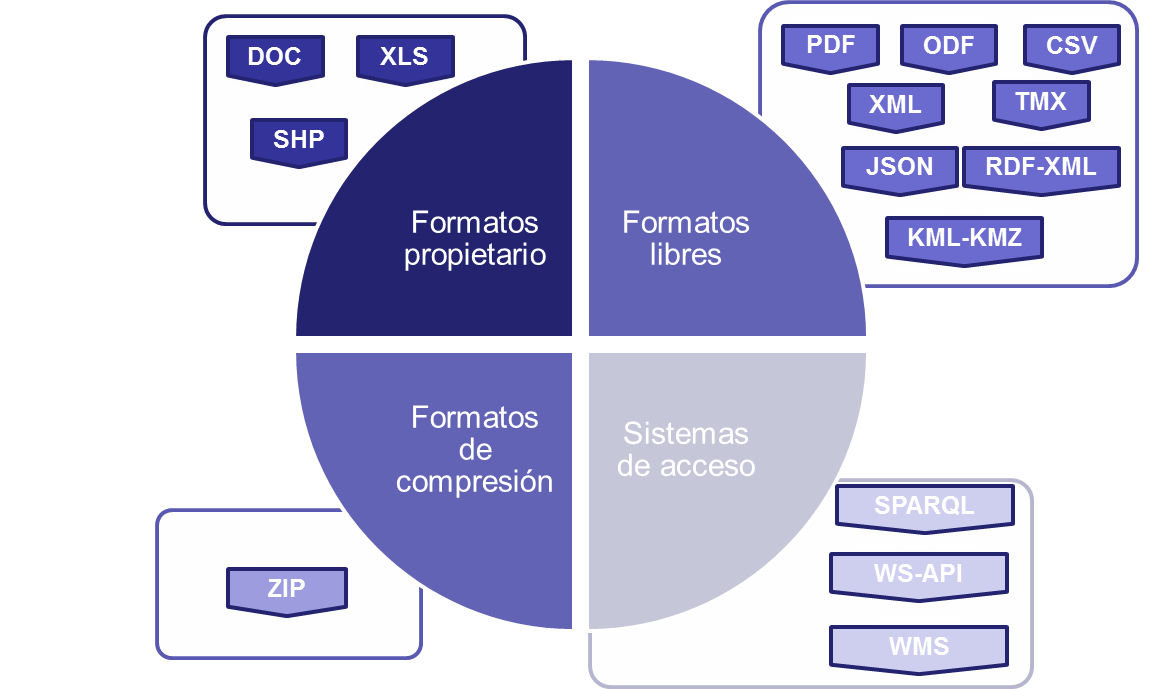 DOC
XLS
SHP
Formatos
propietario
PDF
ODF
CSV
XML
TMX
JSON
RDF-XML
KML-KMZ
Formatos
libres
Formatos
de
compresión
ZIP
Sistemas
de acceso
SPARQL
WS-API
WMS